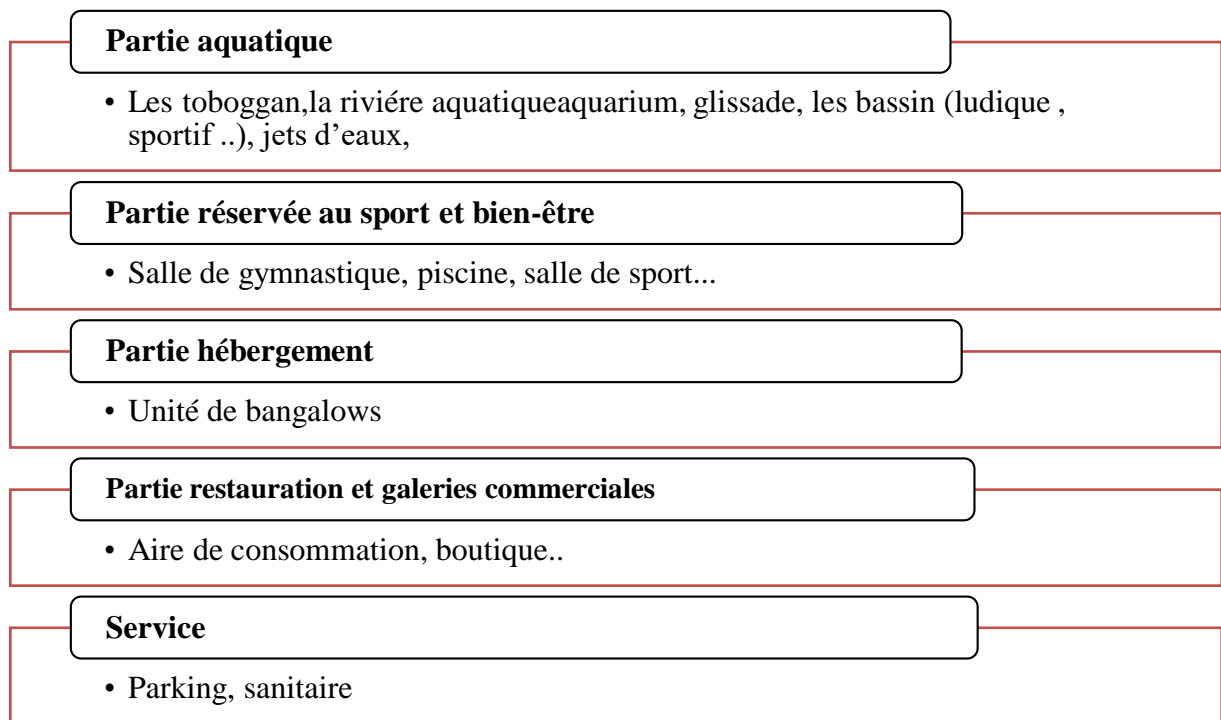 Partie aquatique
• Les toboggan,la riviére aquatiqueaquarium, glissade, les bassin (ludique ,
sportif ..), jets d’eaux,
Partie réservée au sport et bien-être
• Salle de gymnastique, piscine, salle de sport...
Partie hébergement
• Unité de bangalows
Partie restauration et galeries commerciales
• Aire de consommation, boutique..
Service
• Parking, sanitaire